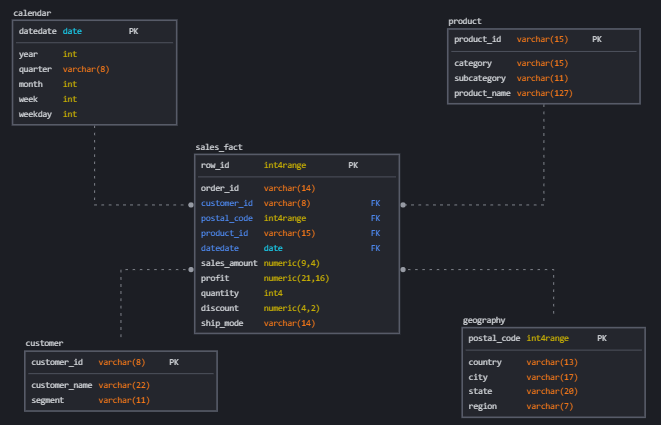 calendar
datedate date PK
year int
quarter varchar(8)
month int
week int
weekday int
product
product_id varchar(15) PK
category varchar(15)
subcategory varchar(11)
product_name varchar(127)
sales_fact
row_id int4range PK
order_id varchar(14)
customer_id varchar(8) FK
postal_code int4range FK
product_id varchar(15) FK
datedate date FK
sales_amount numeric(9,4)
profit numeric(21,16)
quantity int4
discount numeric(4,2)
ship_mode varchar(14)
customer
customer_id varchar(8) PK
customer_name varchar(22)
segment varchar(11)
geography
postal_code int4range PK
country varchar(13)
city varchar(17)
state varchar(20)
region varchar(7)